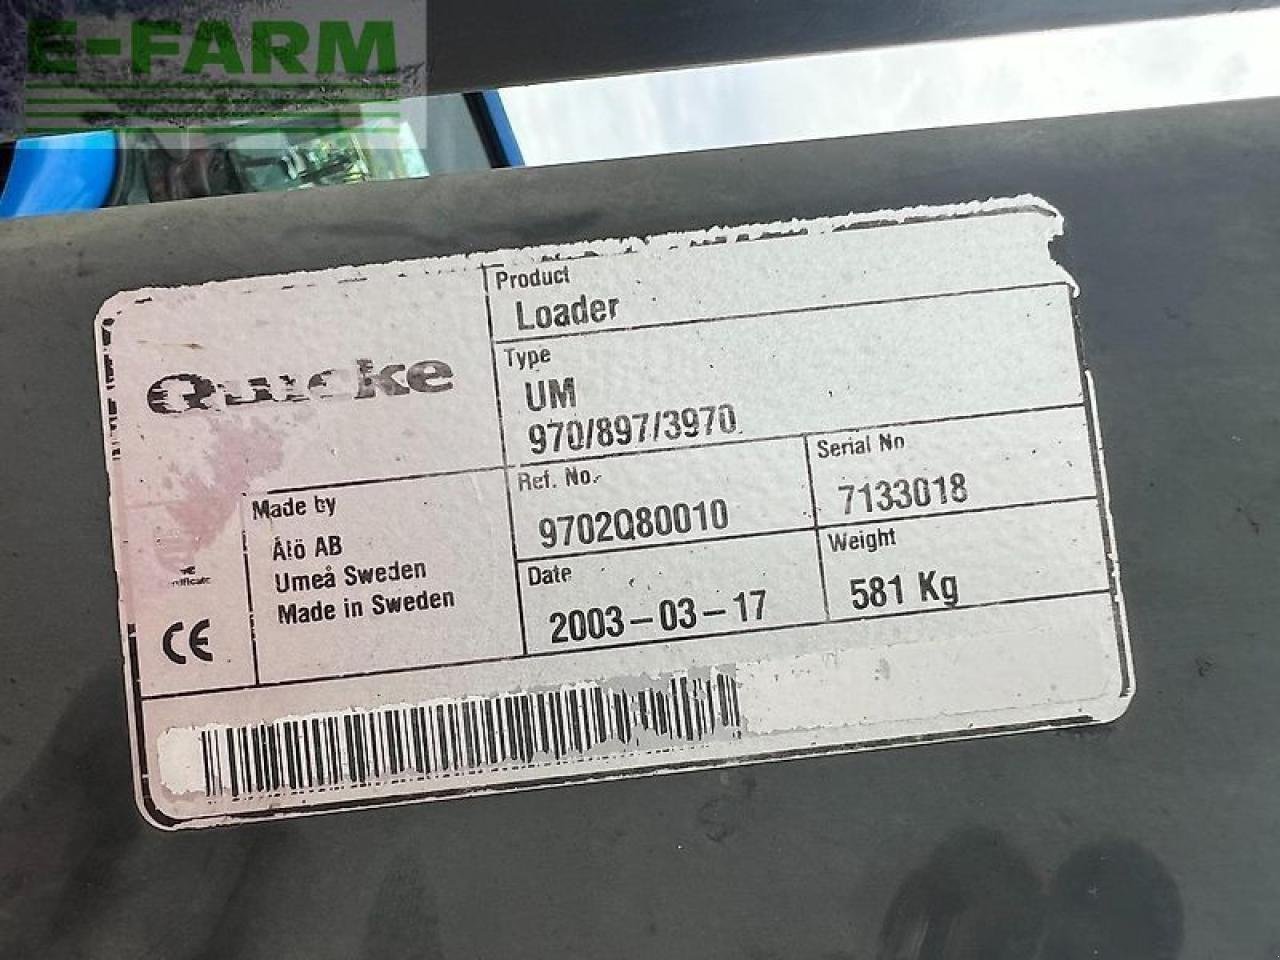 E-FARM
Quicke
Product
Loader
Type
UM
970/897/3970
Ref. No.
9702Q80010
Serial No
7133018
Made by
Ålö AB
Umeå Sweden
Made in Sweden
Date
2003-03-17
Weight
581 Kg
CE